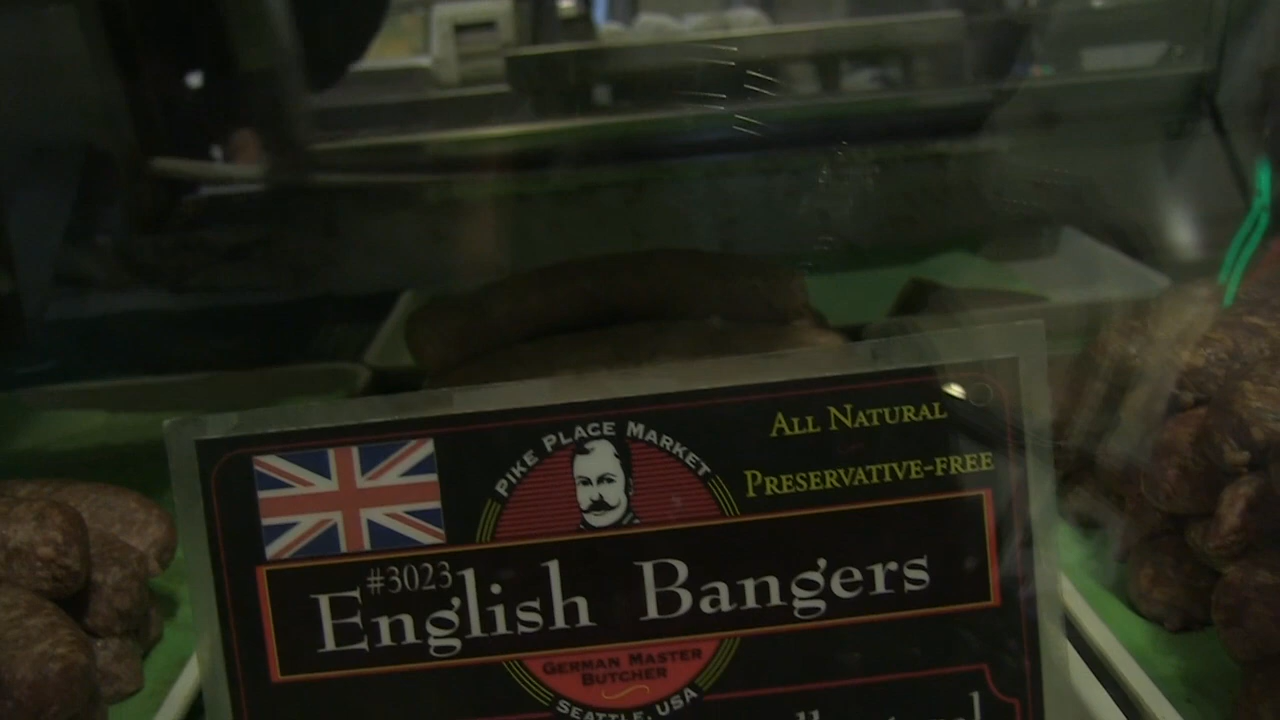 PIKE PLACE MARKET
ALL NATURAL
PRESERVATIVE-FREE
#3023
English Bangers
GERMAN MASTER
BUTCHER
SEATTLE, USA